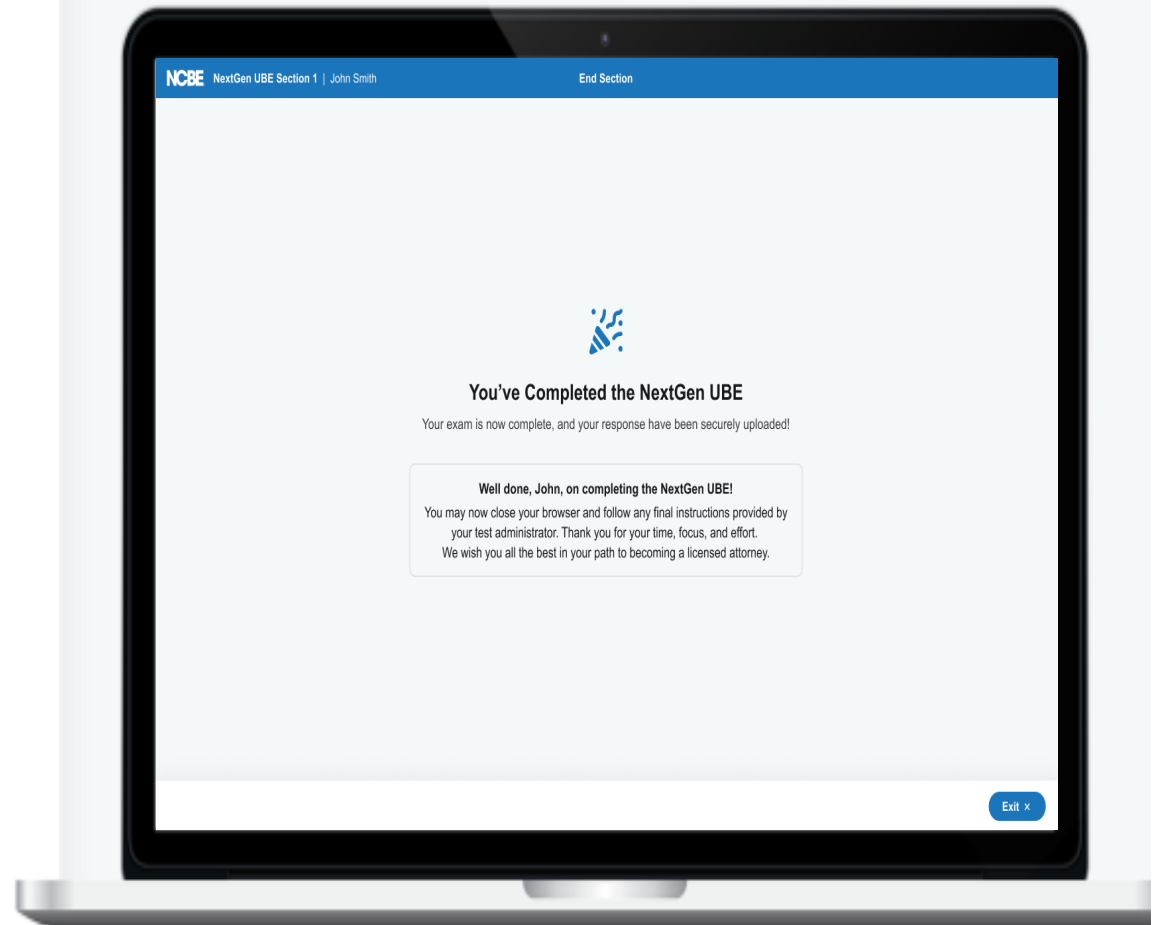 NCBE NextGen UBE Section 1 | John Smith End Section
You’ve Completed the NextGen UBE
Your exam is now complete, and your response have been securely uploaded!
Well done, John, on completing the NextGen UBE!
You may now close your browser and follow any final instructions provided by
your test administrator. Thank you for your time, focus, and effort.
We wish you all the best in your path to becoming a licensed attorney.
Exit ×